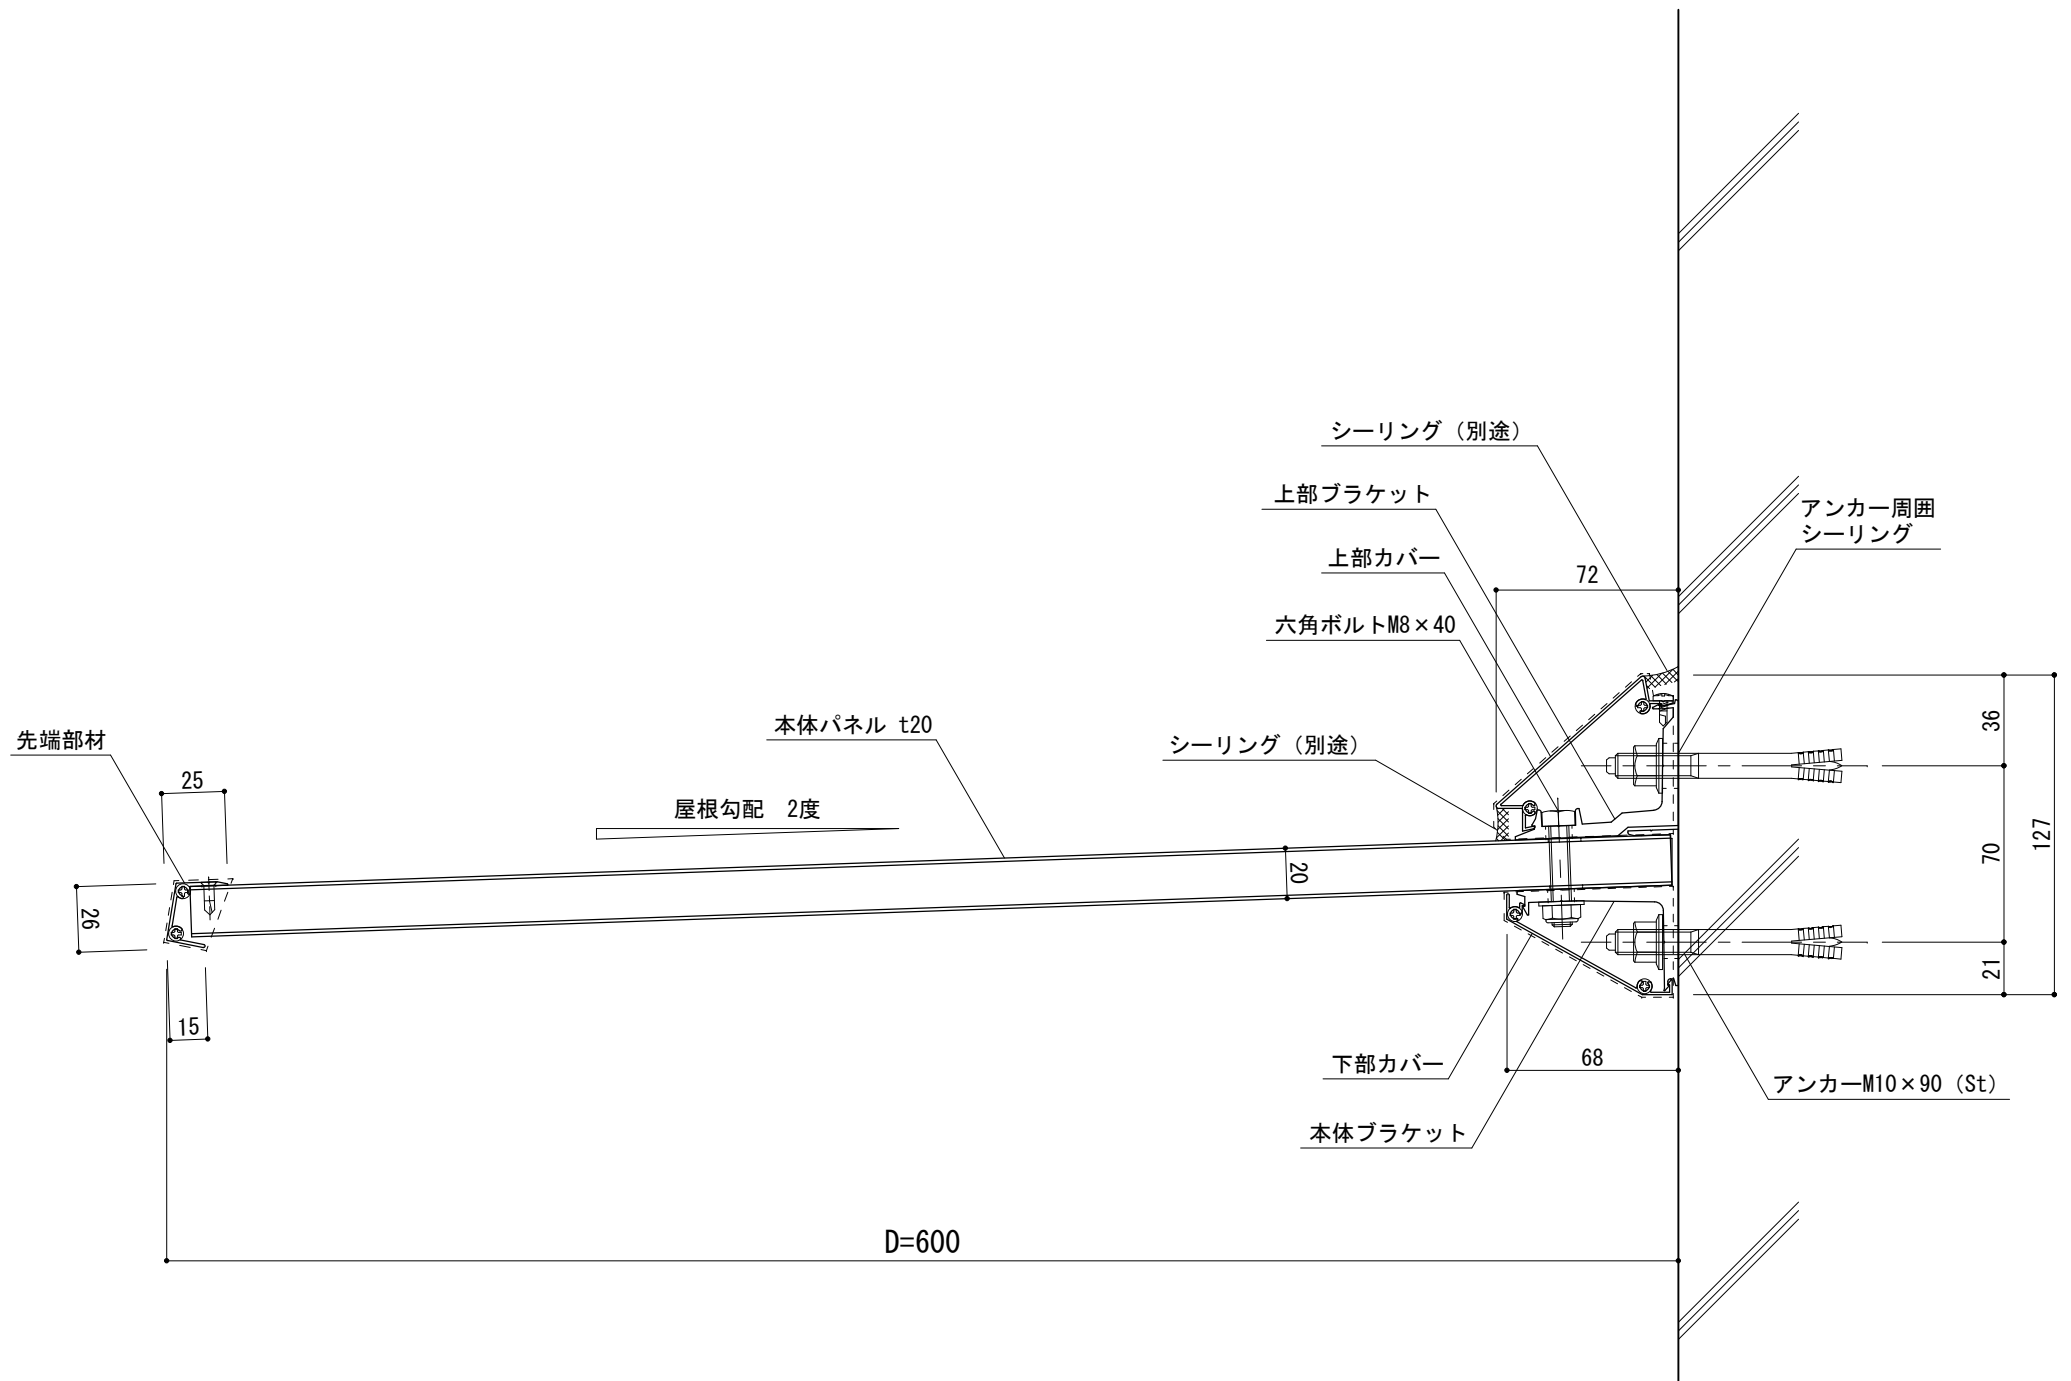 シーリング（別途）
上部ブラケット
アンカー周囲
シーリング
上部カバー
72
六角ボルトM8×40
36
本体パネル t20
先端部材
シーリング（別途）
25
屋根勾配　2度
127
70
20
26
21
15
68
下部カバー
アンカーM10×90（St）
本体ブラケット
D=600